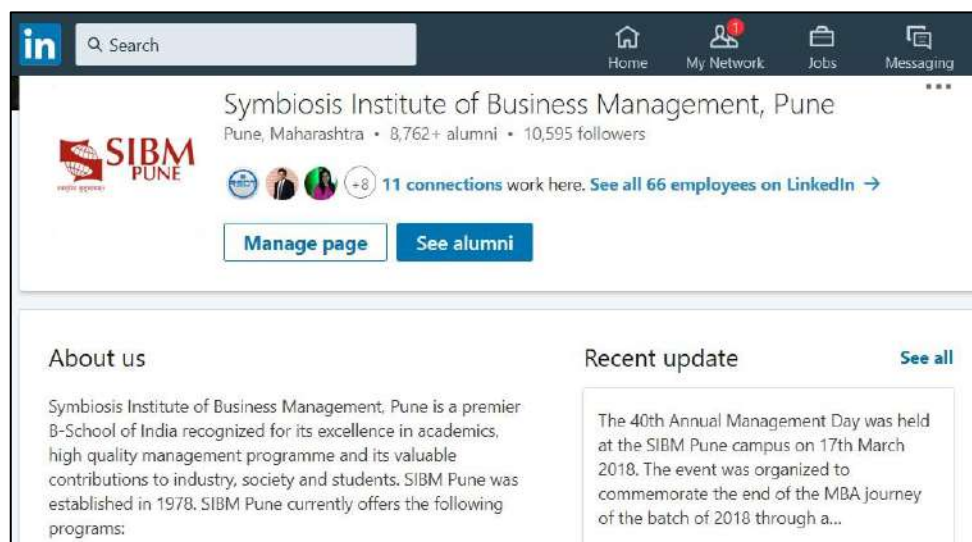 in
Search
1
Home
My Network
Jobs
Messaging
Symbiosis Institute of Business Management, Pune
Pune, Maharashtra • 8,762+ alumni • 10,595 followers
SIBM
PUNE
+8 11 connections work here. See all 66 employees on LinkedIn →
Manage page
See alumni
About us
Symbiosis Institute of Business Management, Pune is a premier
B-School of India recognized for its excellence in academics,
high quality management programme and its valuable
contributions to industry, society and students. SIBM Pune was
established in 1978. SIBM Pune currently offers the following
programs:
Recent update
See all
The 40th Annual Management Day was held
at the SIBM Pune campus on 17th March
2018. The event was organized to
commemorate the end of the MBA journey
of the batch of 2018 through a...